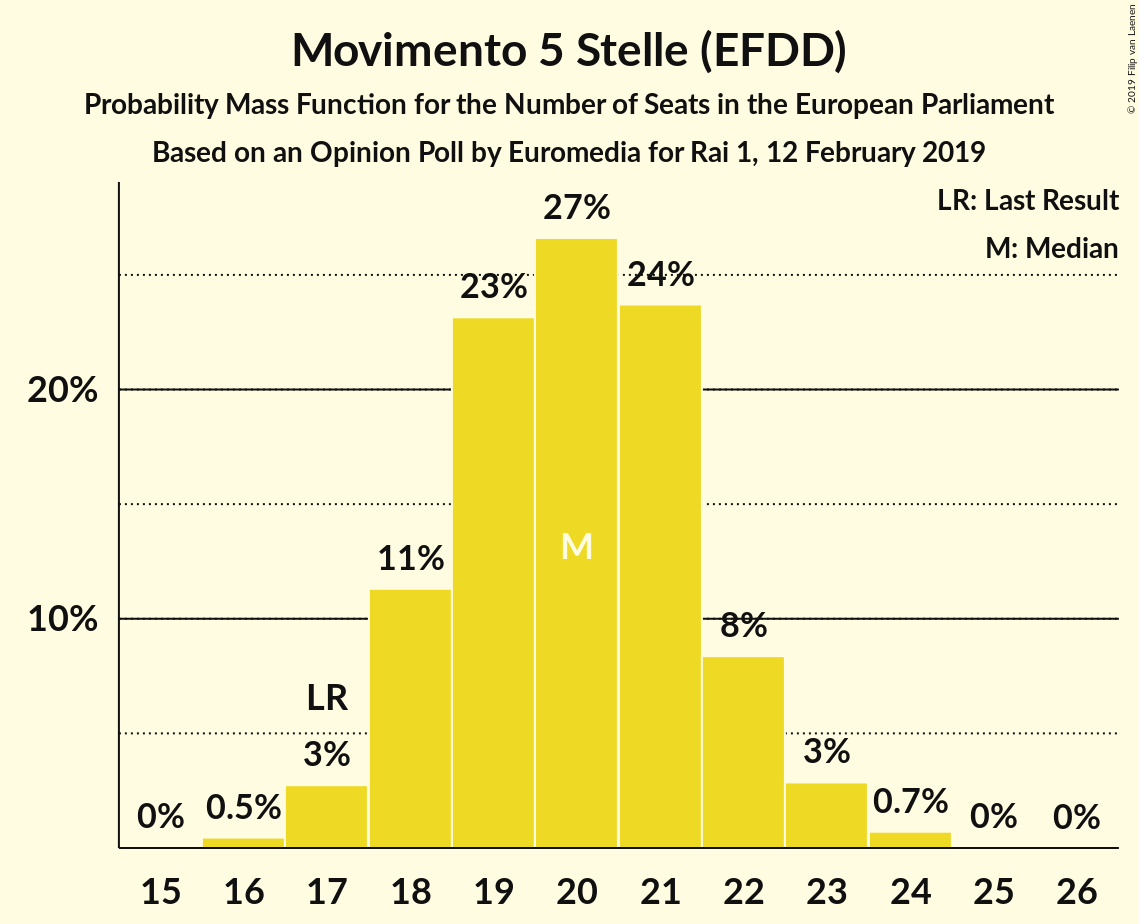 Movimento 5 Stelle (EFDD)
Probability Mass Function for the Number of Seats in the European Parliament
Based on an Opinion Poll by Euromedia for Rai 1, 12 February 2019
© 2019 Filip van Laenen
LR: Last Result
M: Median
27%
23%
24%
20%
M
11%
10%
8%
LR
3%
3%
0%
0.5%
0.7%
0%
0%
15 16 17 18 19 20 21 22 23 24 25 26